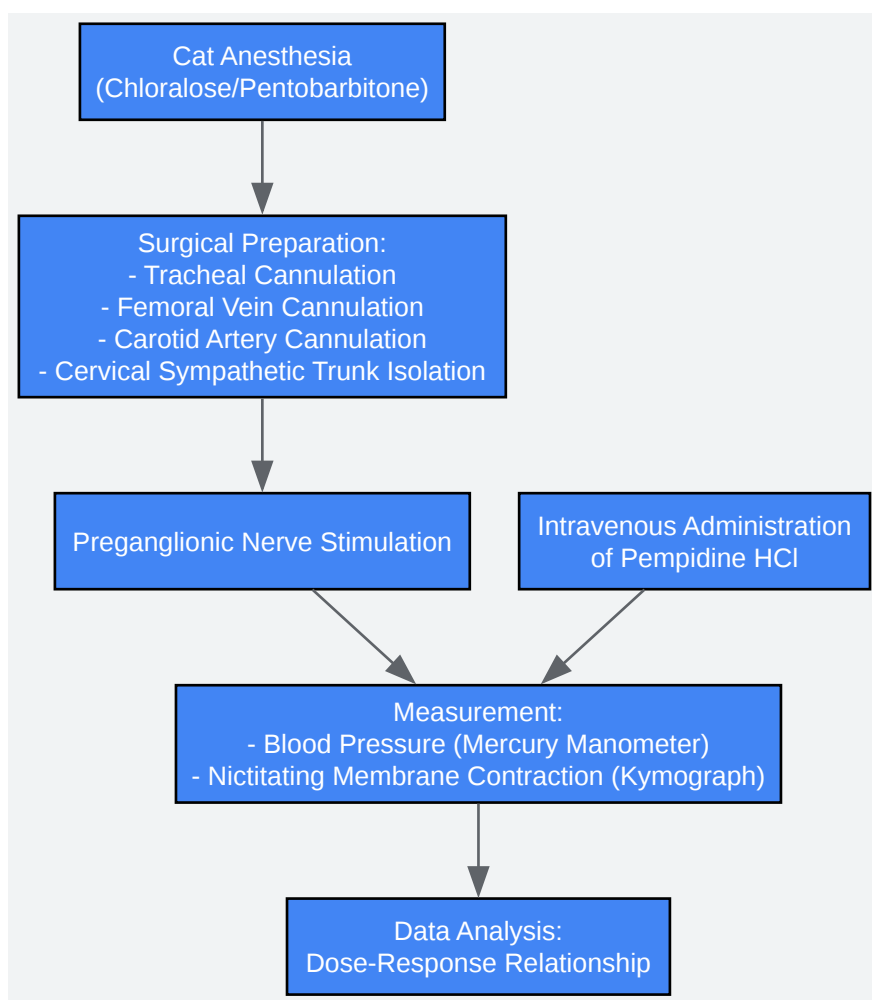 Cat Anesthesia
(Chloralose/Pentobarbitone)
Surgical Preparation:
- Tracheal Cannulation
- Femoral Vein Cannulation
- Carotid Artery Cannulation
- Cervical Sympathetic Trunk Isolation
Preganglionic Nerve Stimulation
Intravenous Administration
of Pempidine HCl
Measurement:
- Blood Pressure (Mercury Manometer)
- Nictitating Membrane Contraction (Kymograph)
Data Analysis:
Dose-Response Relationship